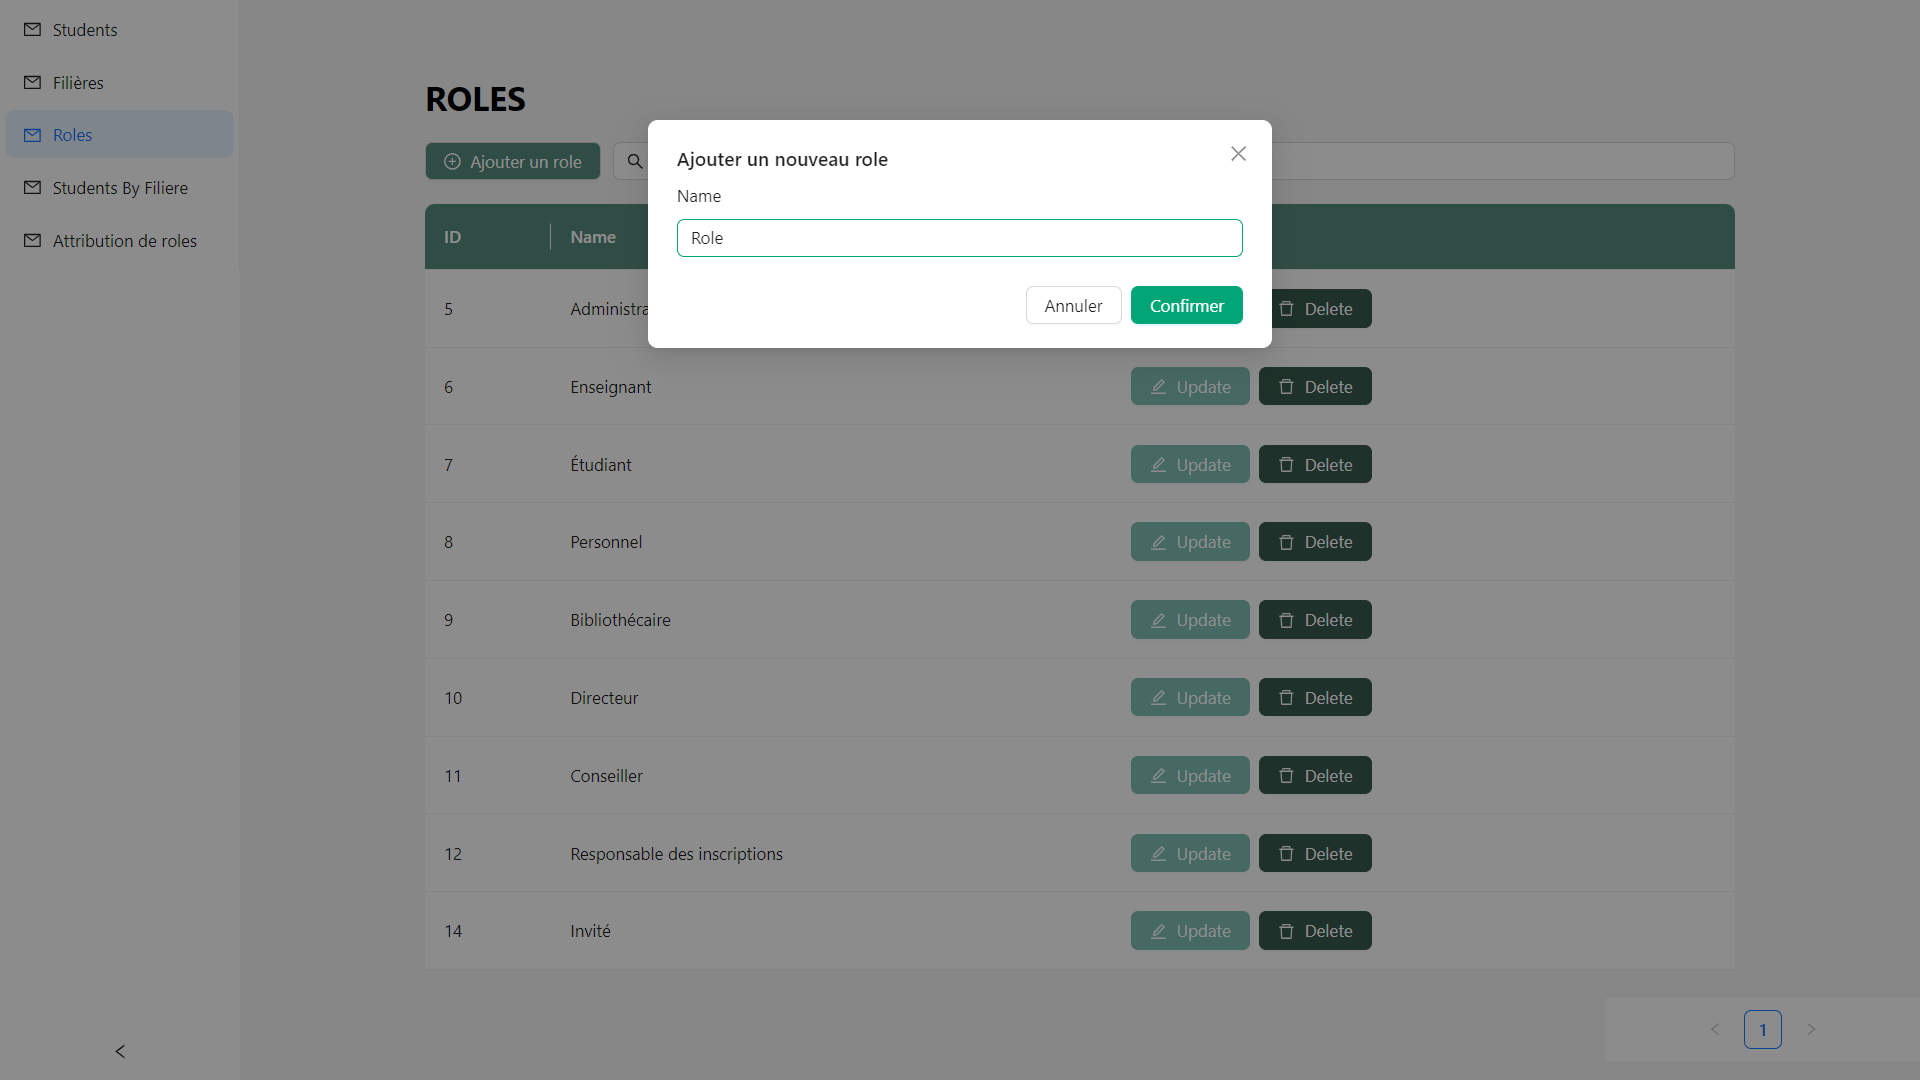 Students
Filières
Roles
Students By Filiere
Attribution de roles
ROLES
Ajouter un role
Ajouter un nouveau role
Name
Role
Annuler Confirmer
ID Name
5 Administra Delete
6 Enseignant Update Delete
7 Étudiant Update Delete
8 Personnel Update Delete
9 Bibliothécaire Update Delete
10 Directeur Update Delete
11 Conseiller Update Delete
12 Responsable des inscriptions Update Delete
14 Invité Update Delete
1